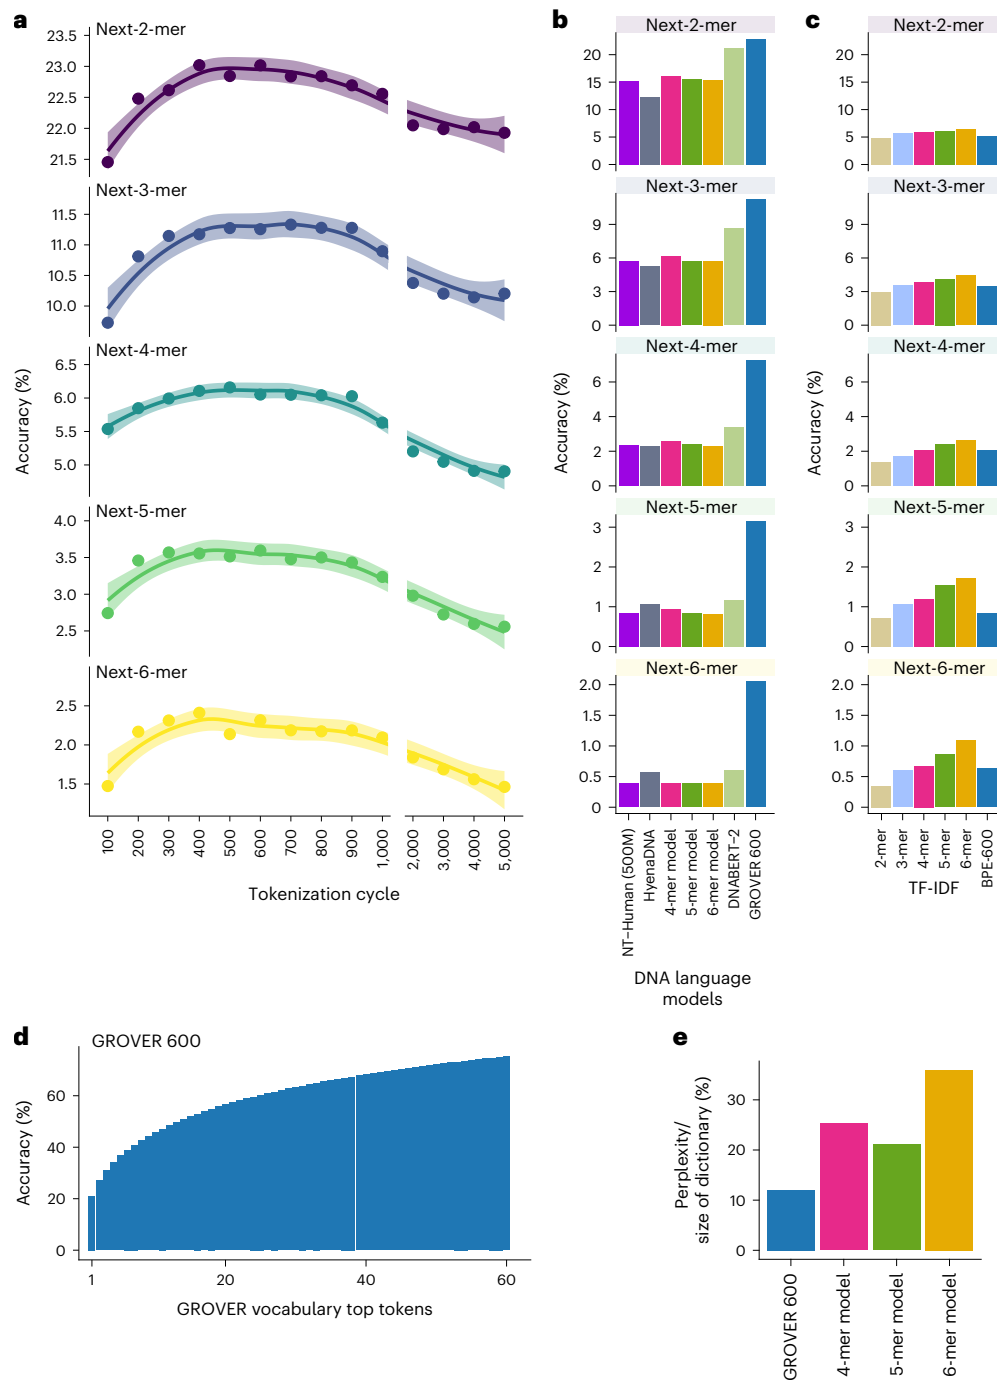 a
Next-2-mer
23.5
23.0
22.5
22.0
21.5
Next-3-mer
11.5
11.0
10.5
10.0
Next-4-mer
6.5
6.0
5.5
5.0
Next-5-mer
4.0
3.5
3.0
2.5
Next-6-mer
2.5
2.0
1.5
Accuracy (%)
100
200
300
400
500
600
700
800
900
1,000
2,000
3,000
4,000
5,000
Tokenization cycle
b
Next-2-mer
20
15
10
5
0
Next-3-mer
9
6
3
0
Next-4-mer
6
4
2
0
Next-5-mer
3
2
1
0
Next-6-mer
2.0
1.5
1.0
0.5
0
Accuracy (%)
NT–Human (500M)
HyenaDNA
4-mer model
5-mer model
6-mer model
DNABERT-2
GROVER 600
DNA language
models
c
Next-2-mer
20
15
10
5
0
Next-3-mer
9
6
3
0
Next-4-mer
6
4
2
0
Next-5-mer
3
2
1
0
Next-6-mer
2.0
1.5
1.0
0.5
0
Accuracy (%)
2-mer
3-mer
4-mer
5-mer
6-mer
BPE-600
TF-IDF
d
GROVER 600
60
40
20
0
Accuracy (%)
1
20
40
60
GROVER vocabulary top tokens
e
30
20
10
0
Perplexity/
size of dictionary (%)
GROVER 600
4-mer model
5-mer model
6-mer model